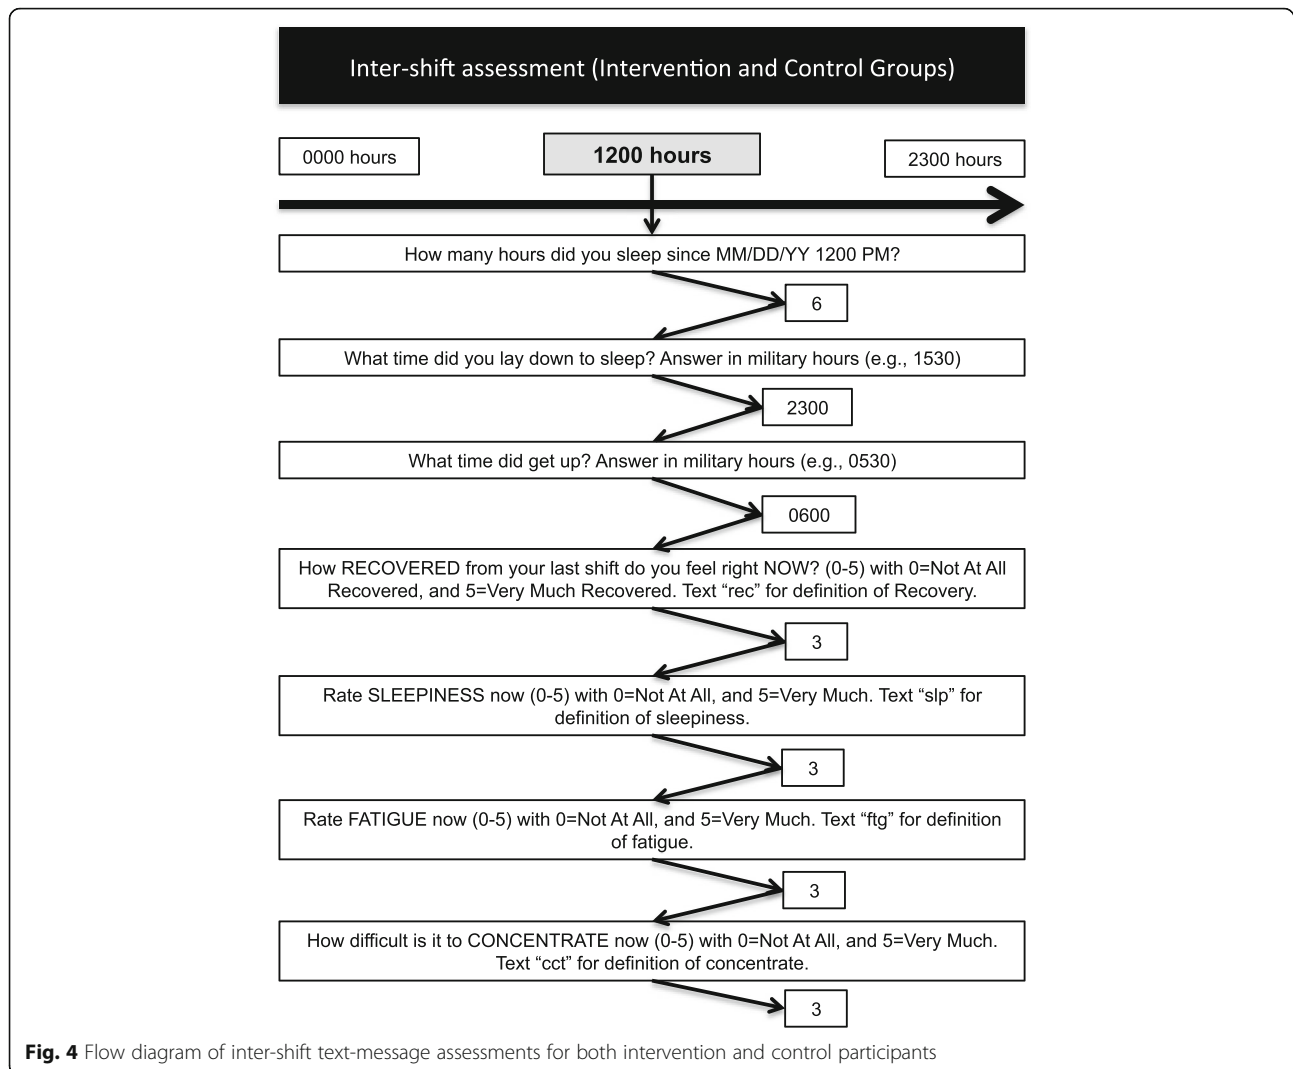 Inter-shift assessment (Intervention and Control Groups)
0000 hours
1200 hours
2300 hours
How many hours did you sleep since MM/DD/YY 1200 PM?
6
What time did you lay down to sleep? Answer in military hours (e.g., 1530)
2300
What time did get up? Answer in military hours (e.g., 0530)
0600
How RECOVERED from your last shift do you feel right NOW? (0-5) with 0=Not At All
Recovered, and 5=Very Much Recovered. Text “rec” for definition of Recovery.
3
Rate SLEEPINESS now (0-5) with 0=Not At All, and 5=Very Much. Text “slp” for
definition of sleepiness.
3
Rate FATIGUE now (0-5) with 0=Not At All, and 5=Very Much. Text “ftg” for definition
of fatigue.
3
How difficult is it to CONCENTRATE now (0-5) with 0=Not At All, and 5=Very Much.
Text “cct” for definition of concentrate.
3
Fig. 4 Flow diagram of inter-shift text-message assessments for both intervention and control participants